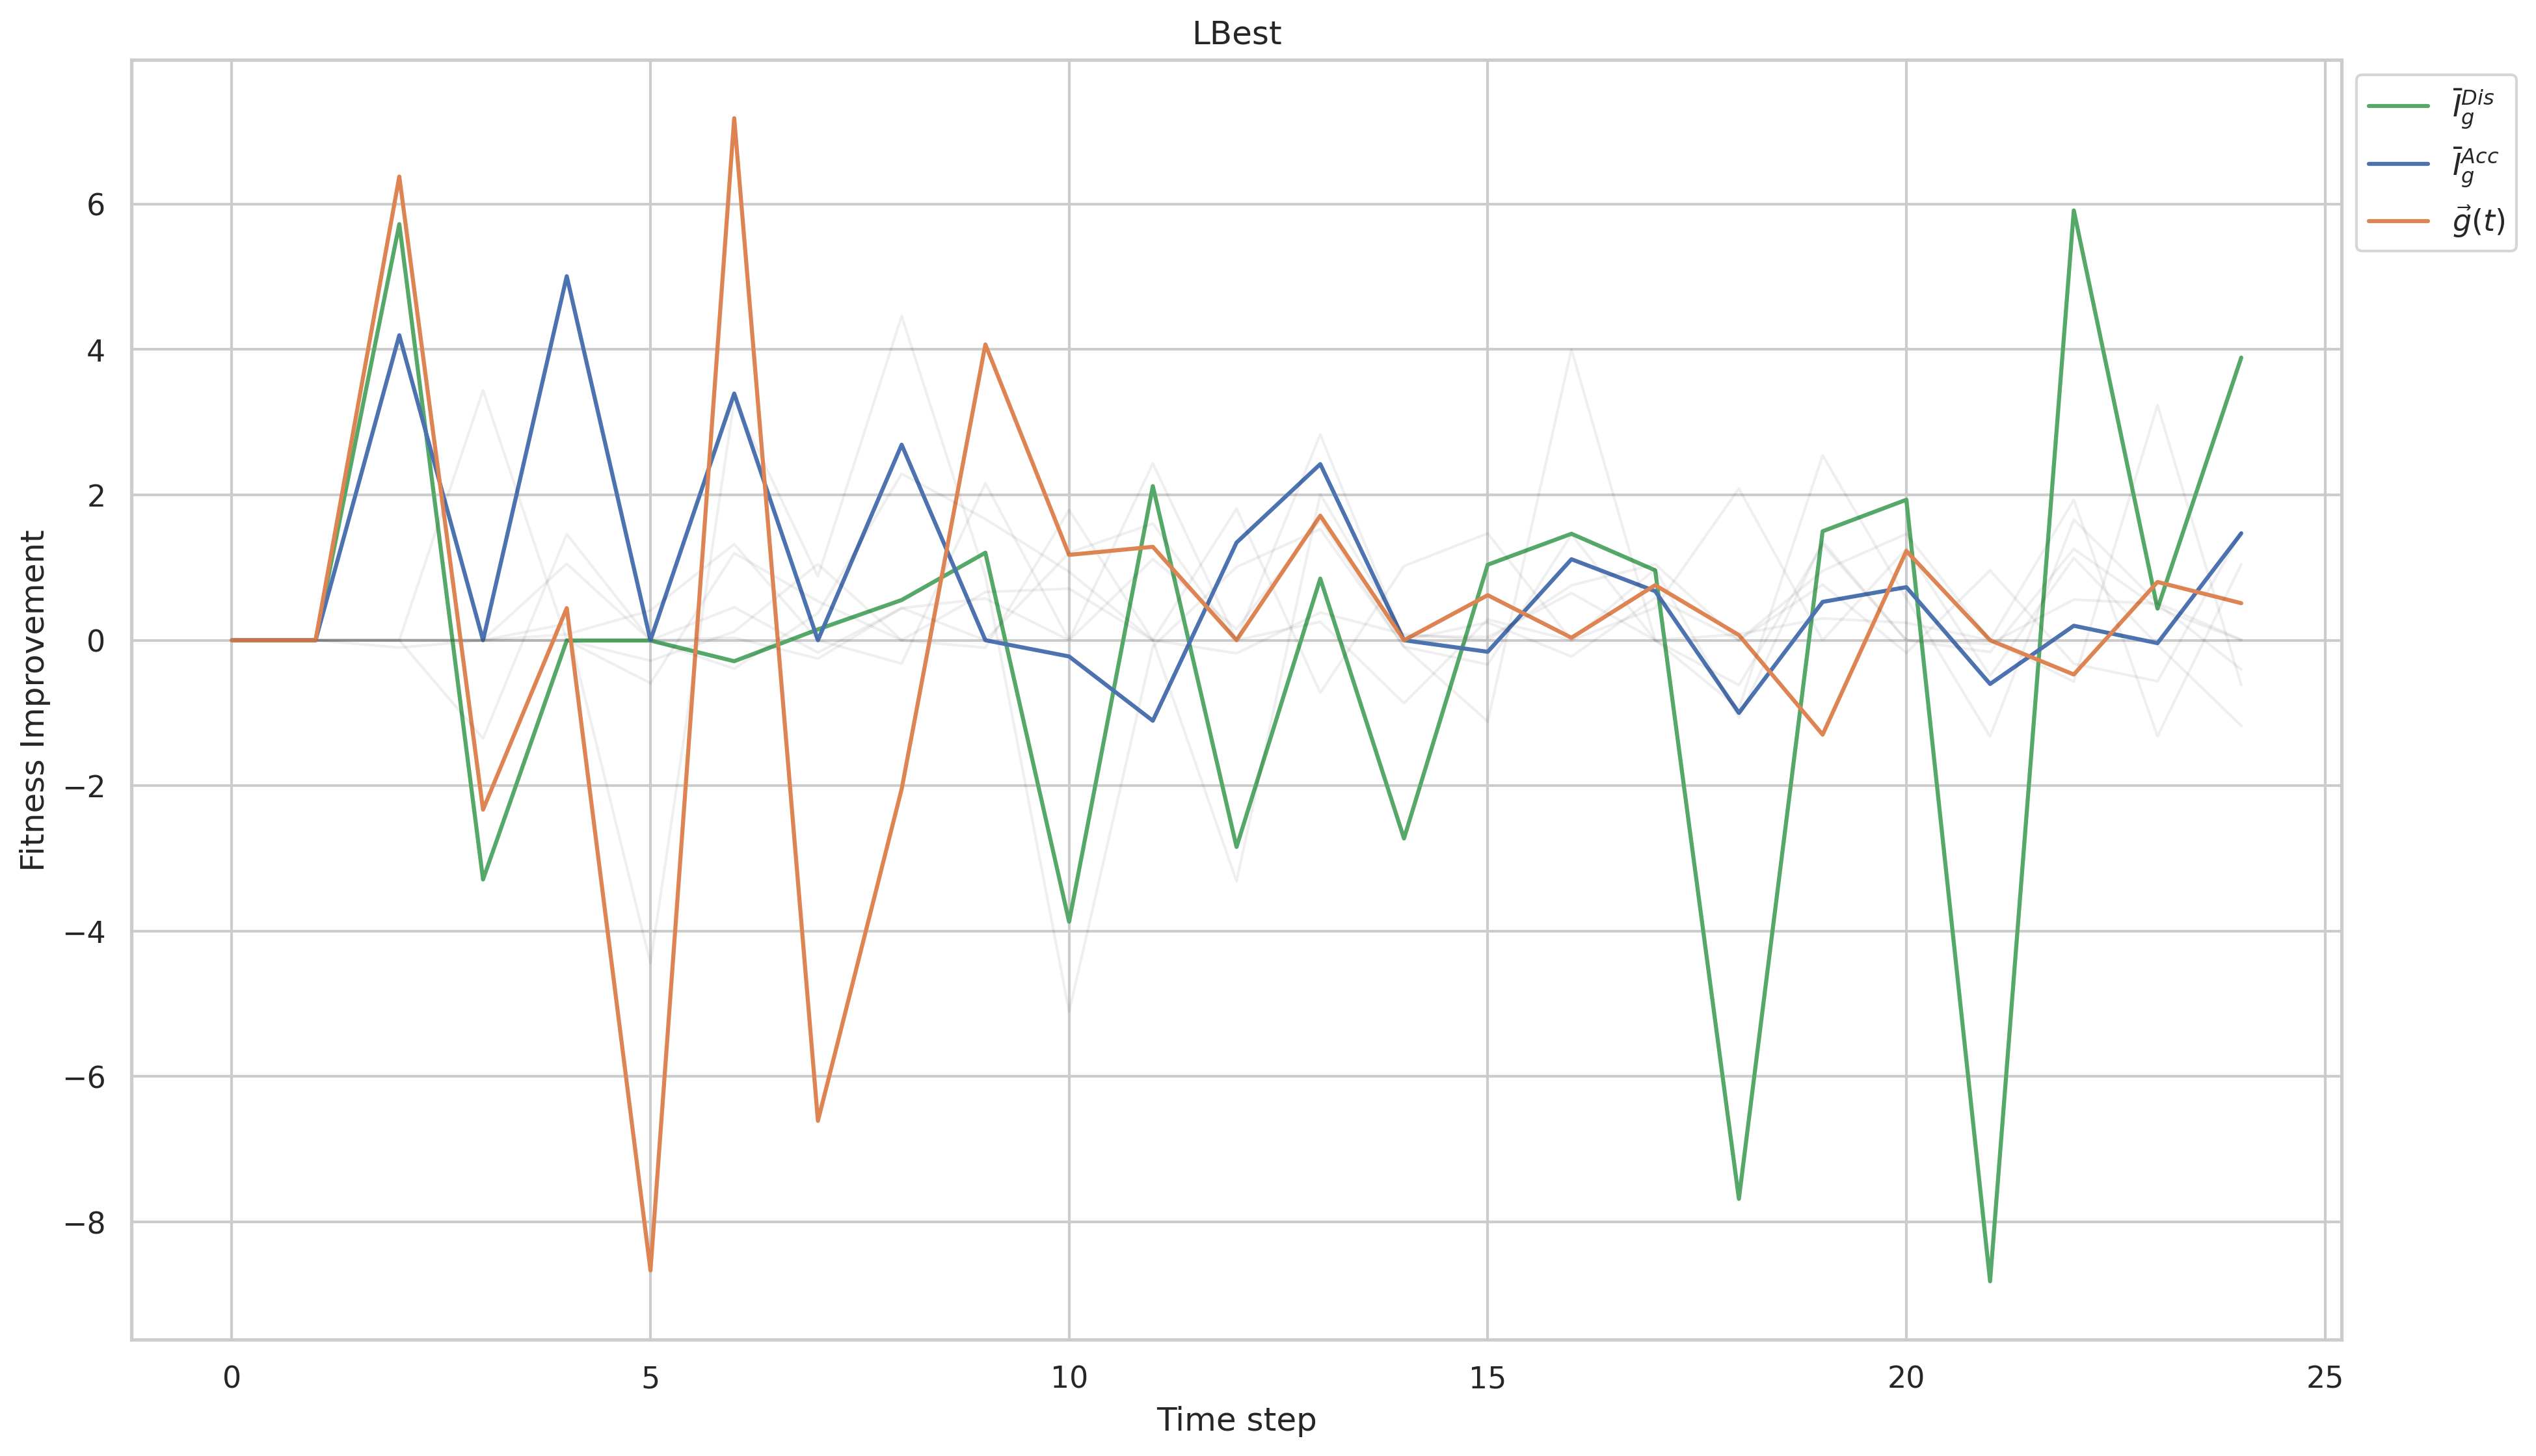 LBest
Fitness Improvement
6
4
2
0
−2
−4
−6
−8
0 5 10 15 20 25
Time step
Ī_g^{Dis}
Ī_g^{Acc}
g⃗(t)